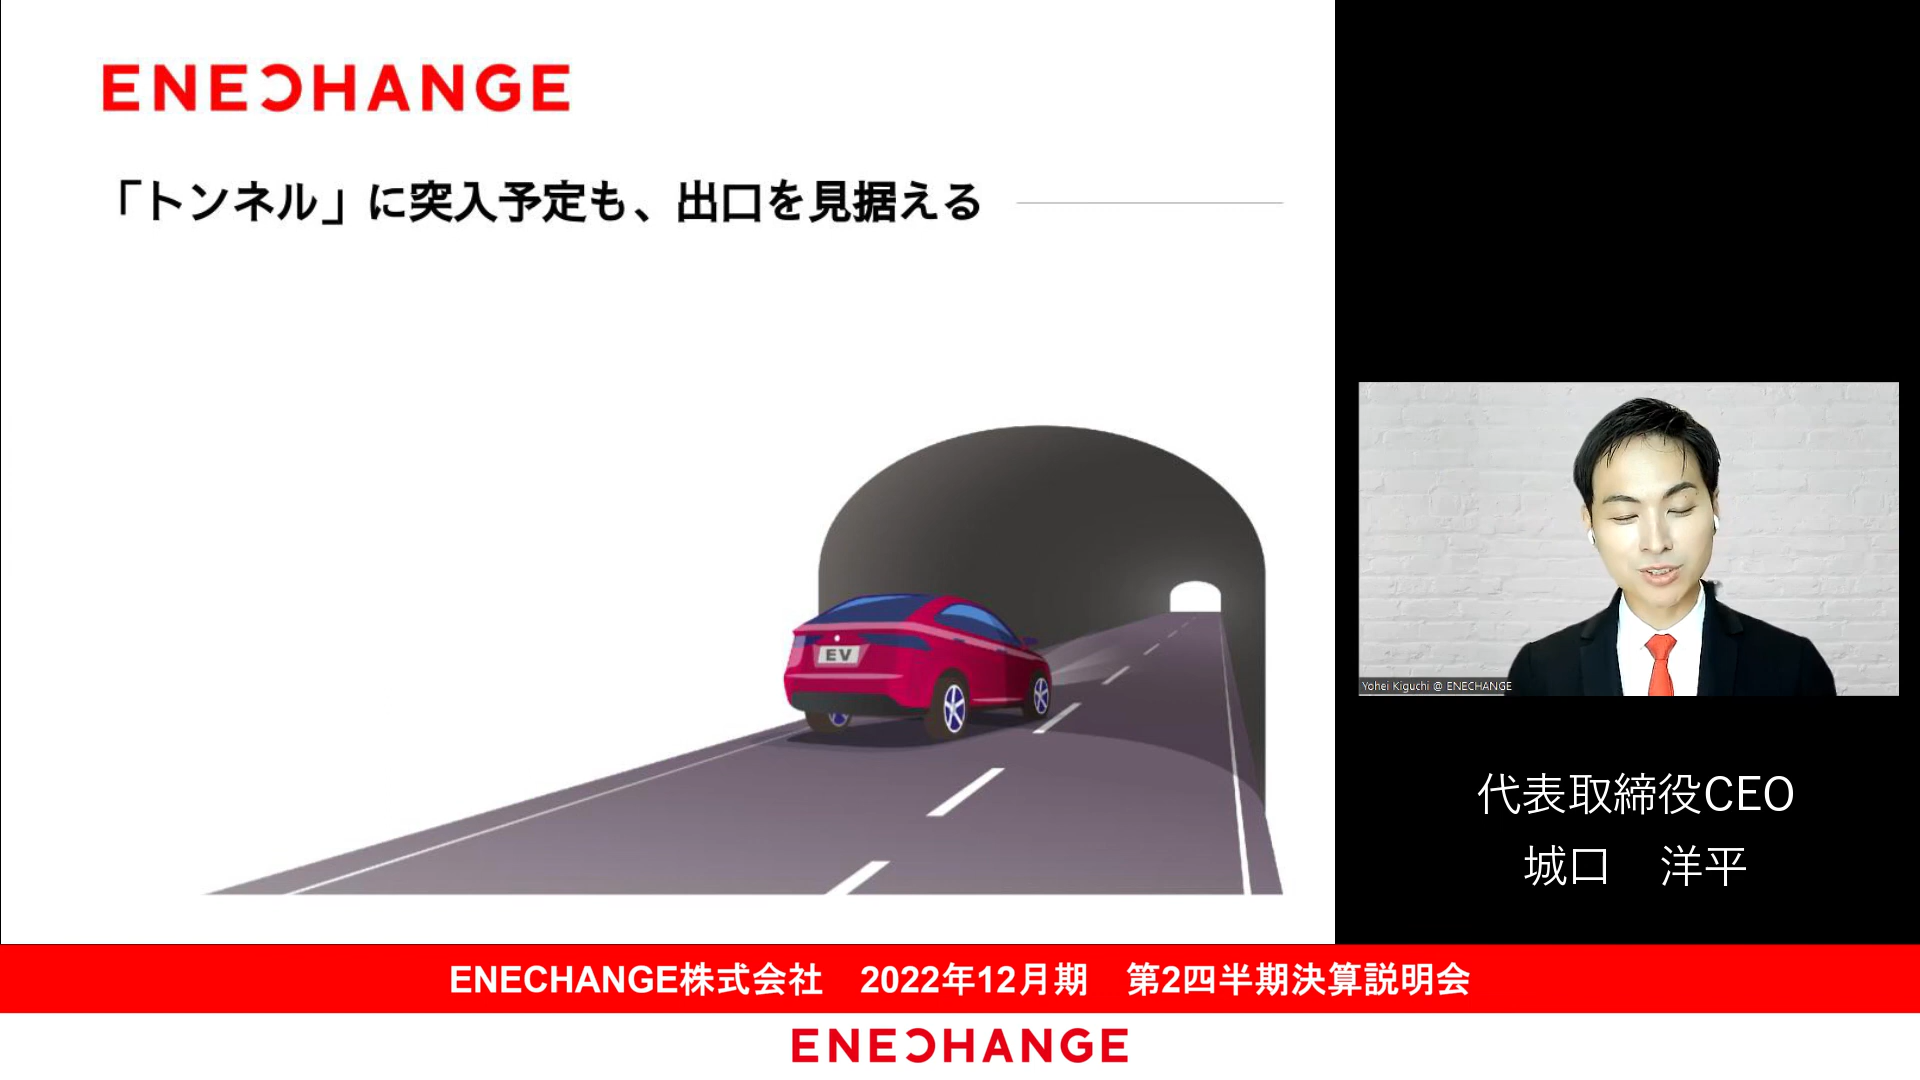 ENECHANGE
「トンネル」に突入予定も、出口を見据える
EV
Yohei Kiguchi @ ENECHANGE
代表取締役CEO
城口　洋平
ENECHANGE株式会社　2022年12月期　第2四半期決算説明会
ENECHANGE